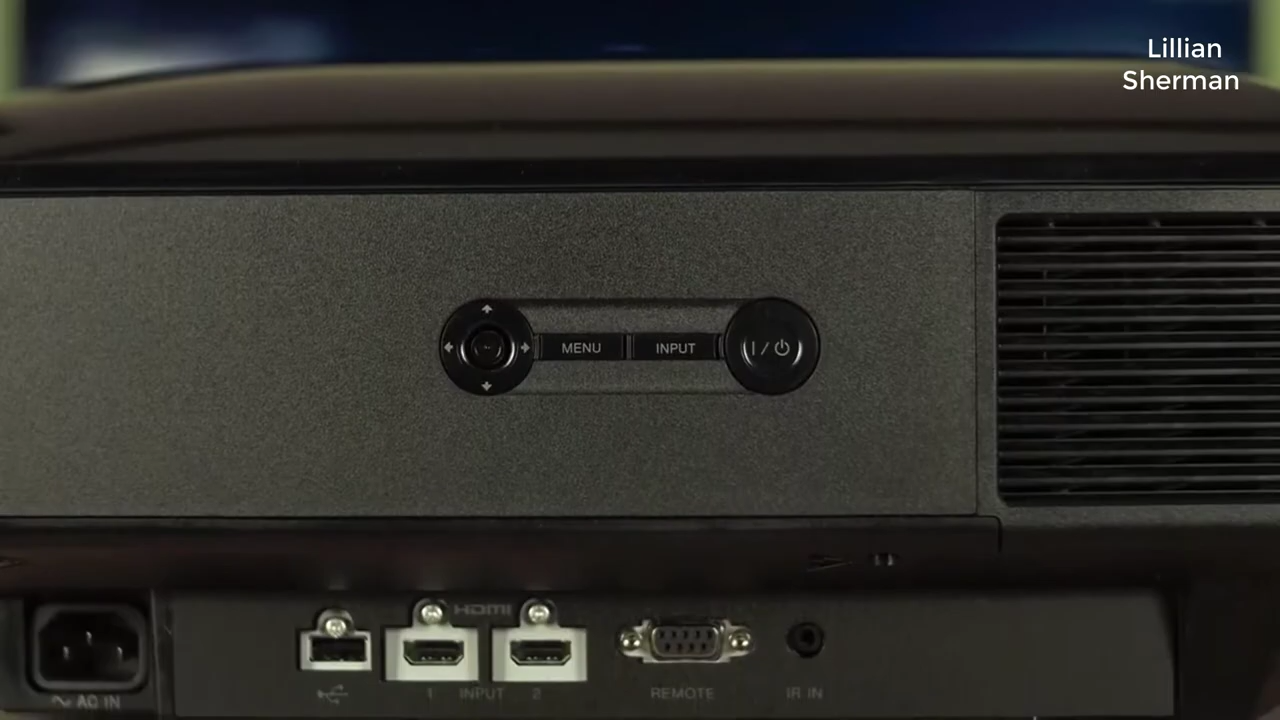 Lillian
Sherman
MENU
INPUT
I/⏻
HDMI
1 INPUT 2
REMOTE
IR IN
~ AC IN